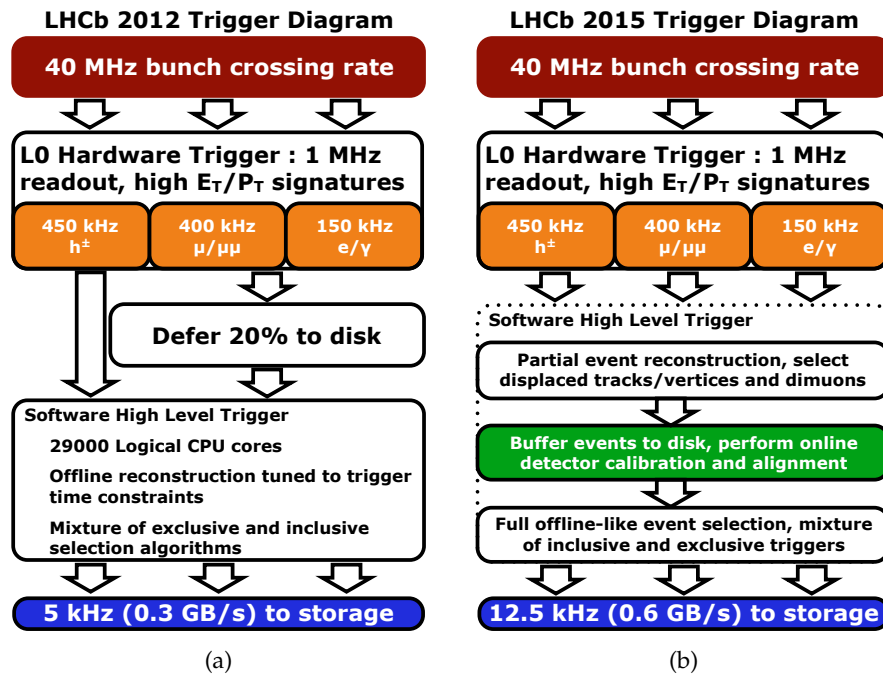 LHCb 2012 Trigger Diagram
40 MHz bunch crossing rate
L0 Hardware Trigger : 1 MHz
readout, high E_T/P_T signatures
450 kHz
h±
400 kHz
µ/µµ
150 kHz
e/γ
Defer 20% to disk
Software High Level Trigger
29000 Logical CPU cores
Offline reconstruction tuned to trigger
time constraints
Mixture of exclusive and inclusive
selection algorithms
5 kHz (0.3 GB/s) to storage
(a)
LHCb 2015 Trigger Diagram
40 MHz bunch crossing rate
L0 Hardware Trigger : 1 MHz
readout, high E_T/P_T signatures
450 kHz
h±
400 kHz
µ/µµ
150 kHz
e/γ
Software High Level Trigger
Partial event reconstruction, select
displaced tracks/vertices and dimuons
Buffer events to disk, perform online
detector calibration and alignment
Full offline-like event selection, mixture
of inclusive and exclusive triggers
12.5 kHz (0.6 GB/s) to storage
(b)